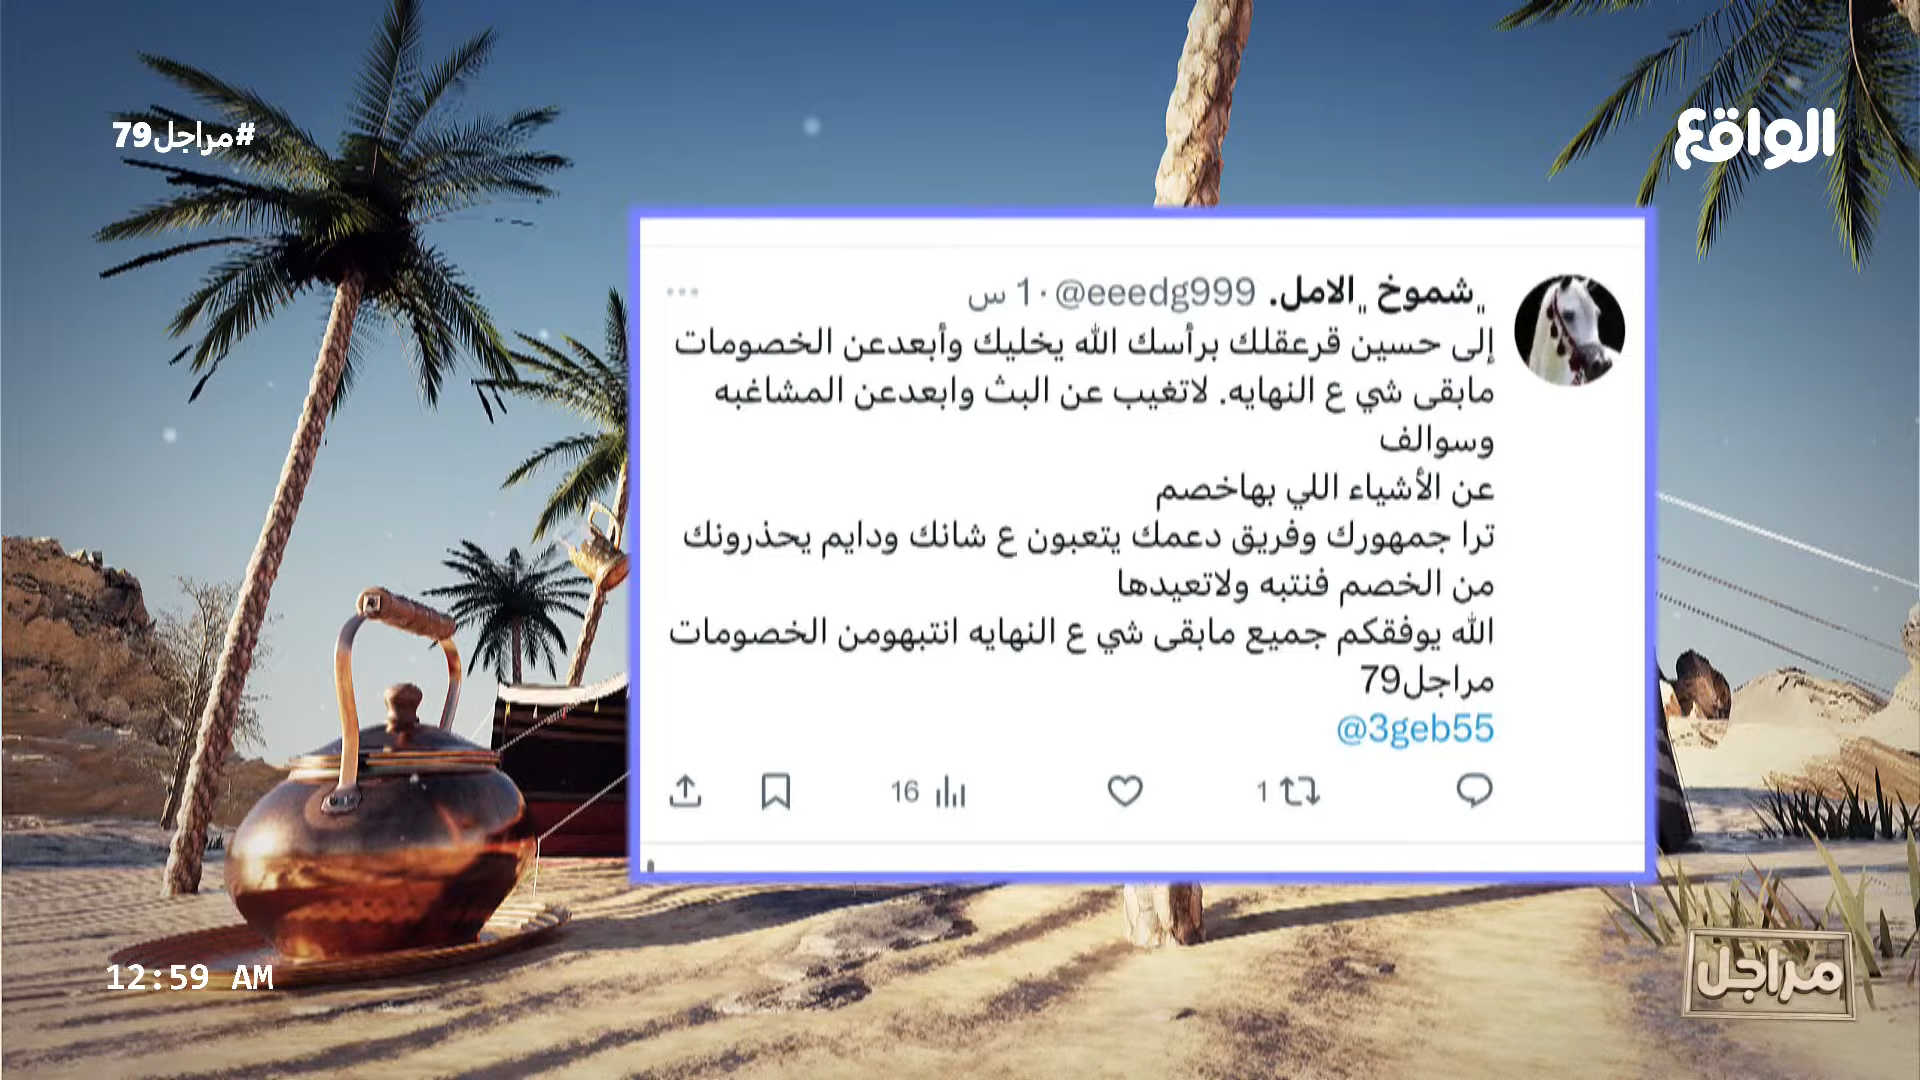 #مراجل79
الواقع
ـ شموخ ـ الامل. @eeedg999 · 1 س
إلى حسين قرعقلك برأسك الله يخليك وأبعدعن الخصومات
مابقى شي ع النهايه. لاتغيب عن البث وابعدعن المشاغبه
وسوالف
عن الأشياء اللي بهاخصم
ترا جمهورك وفريق دعمك يتعبون ع شانك ودايم يحذرونك
من الخصم فنتبه ولاتعيدها
الله يوفقكم جميع مابقى شي ع النهايه انتبهومن الخصومات
مراجل79
@3geb55
1
16
12:59 AM
مراجل